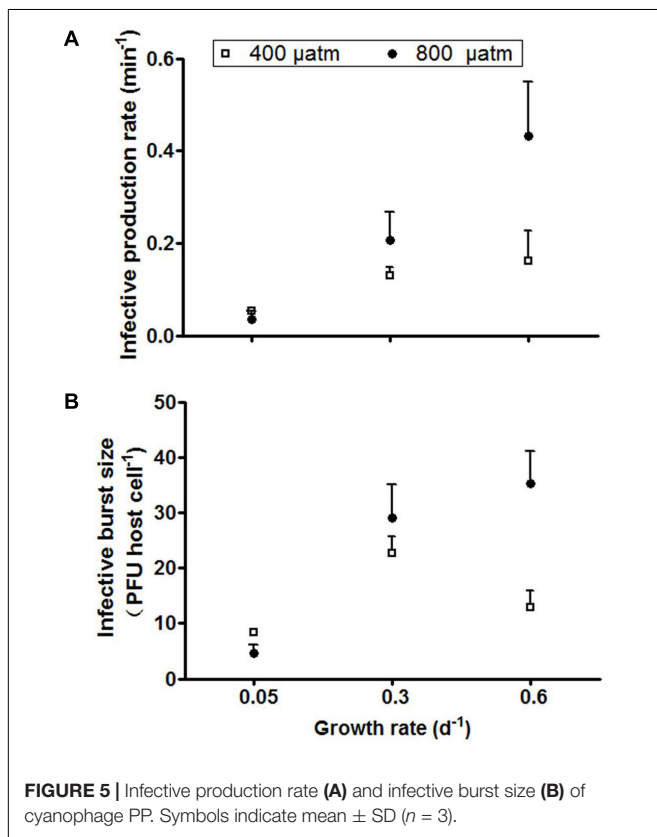 A
400 µatm 800 µatm
Infective production rate (min-1)
0.6
0.4
0.2
0.0
B
Infective burst size
( PFU host cell-1)
50
40
30
20
10
0
0.05 0.3 0.6
Growth rate (d-1)
FIGURE 5 | Infective production rate (A) and infective burst size (B) of
cyanophage PP. Symbols indicate mean ± SD (n = 3).